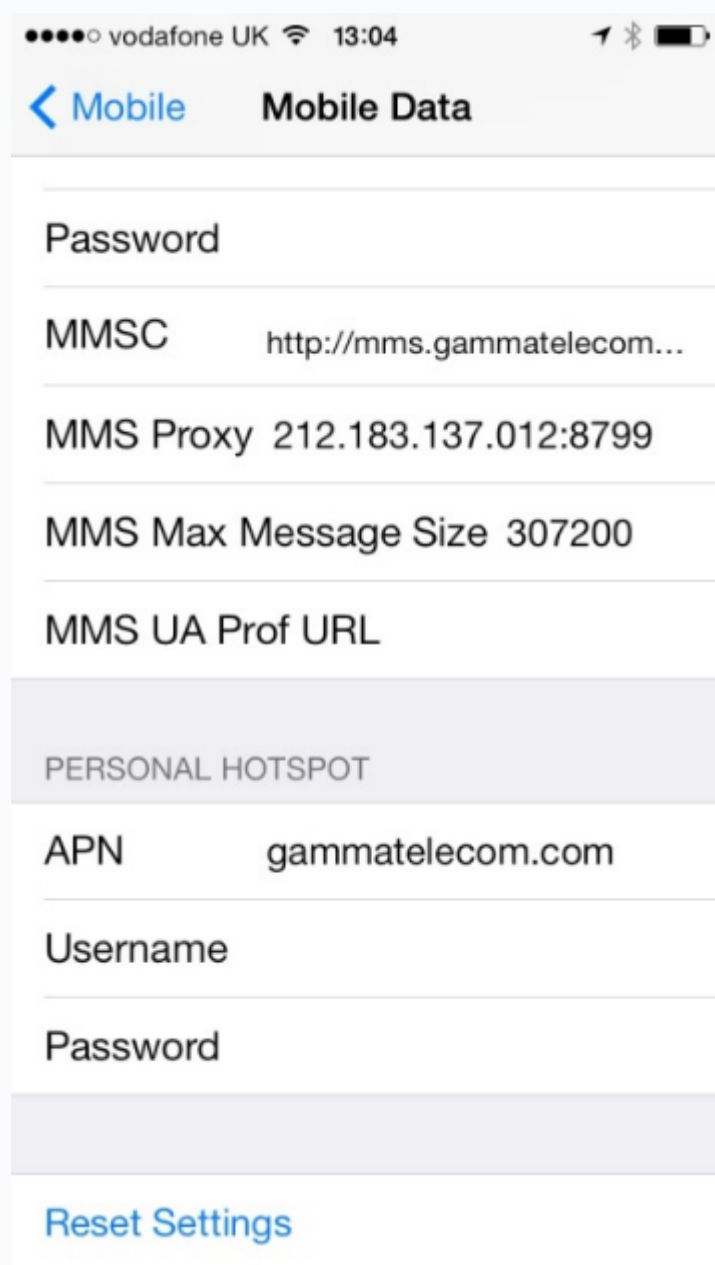 vodafone UK 13:04
Mobile Mobile Data
Password
MMSC http://mms.gammatelecom...
MMS Proxy 212.183.137.012:8799
MMS Max Message Size 307200
MMS UA Prof URL
PERSONAL HOTSPOT
APN gammatelecom.com
Username
Password
Reset Settings